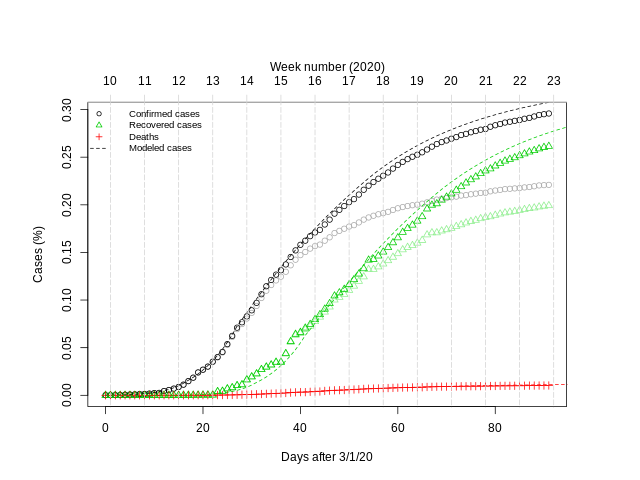 Week number (2020)
10 11 12 13 14 15 16 17 18 19 20 21 22 23
Confirmed cases
Recovered cases
Deaths
Modeled cases
0.30
0.25
0.20
0.15
0.10
0.05
0.00
Cases (%)
0 20 40 60 80
Days after 3/1/20